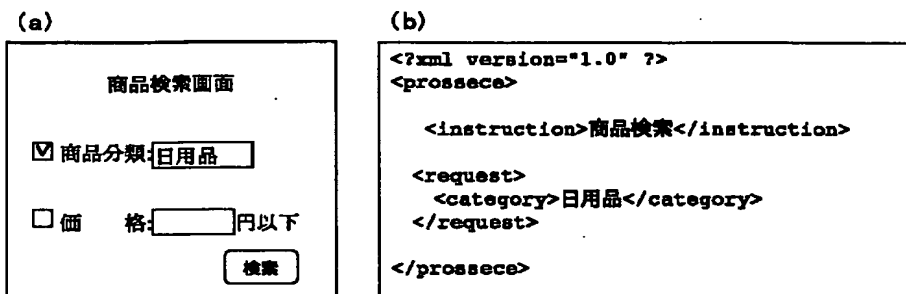 (a)
商品検索画面
商品分類:日用品
価 格: 円以下
検索
(b)
<?xml version="1.0" ?>
<prossece>
<instruction>商品検索</instruction>
<request>
<category>日用品</category>
</request>
</prossece>